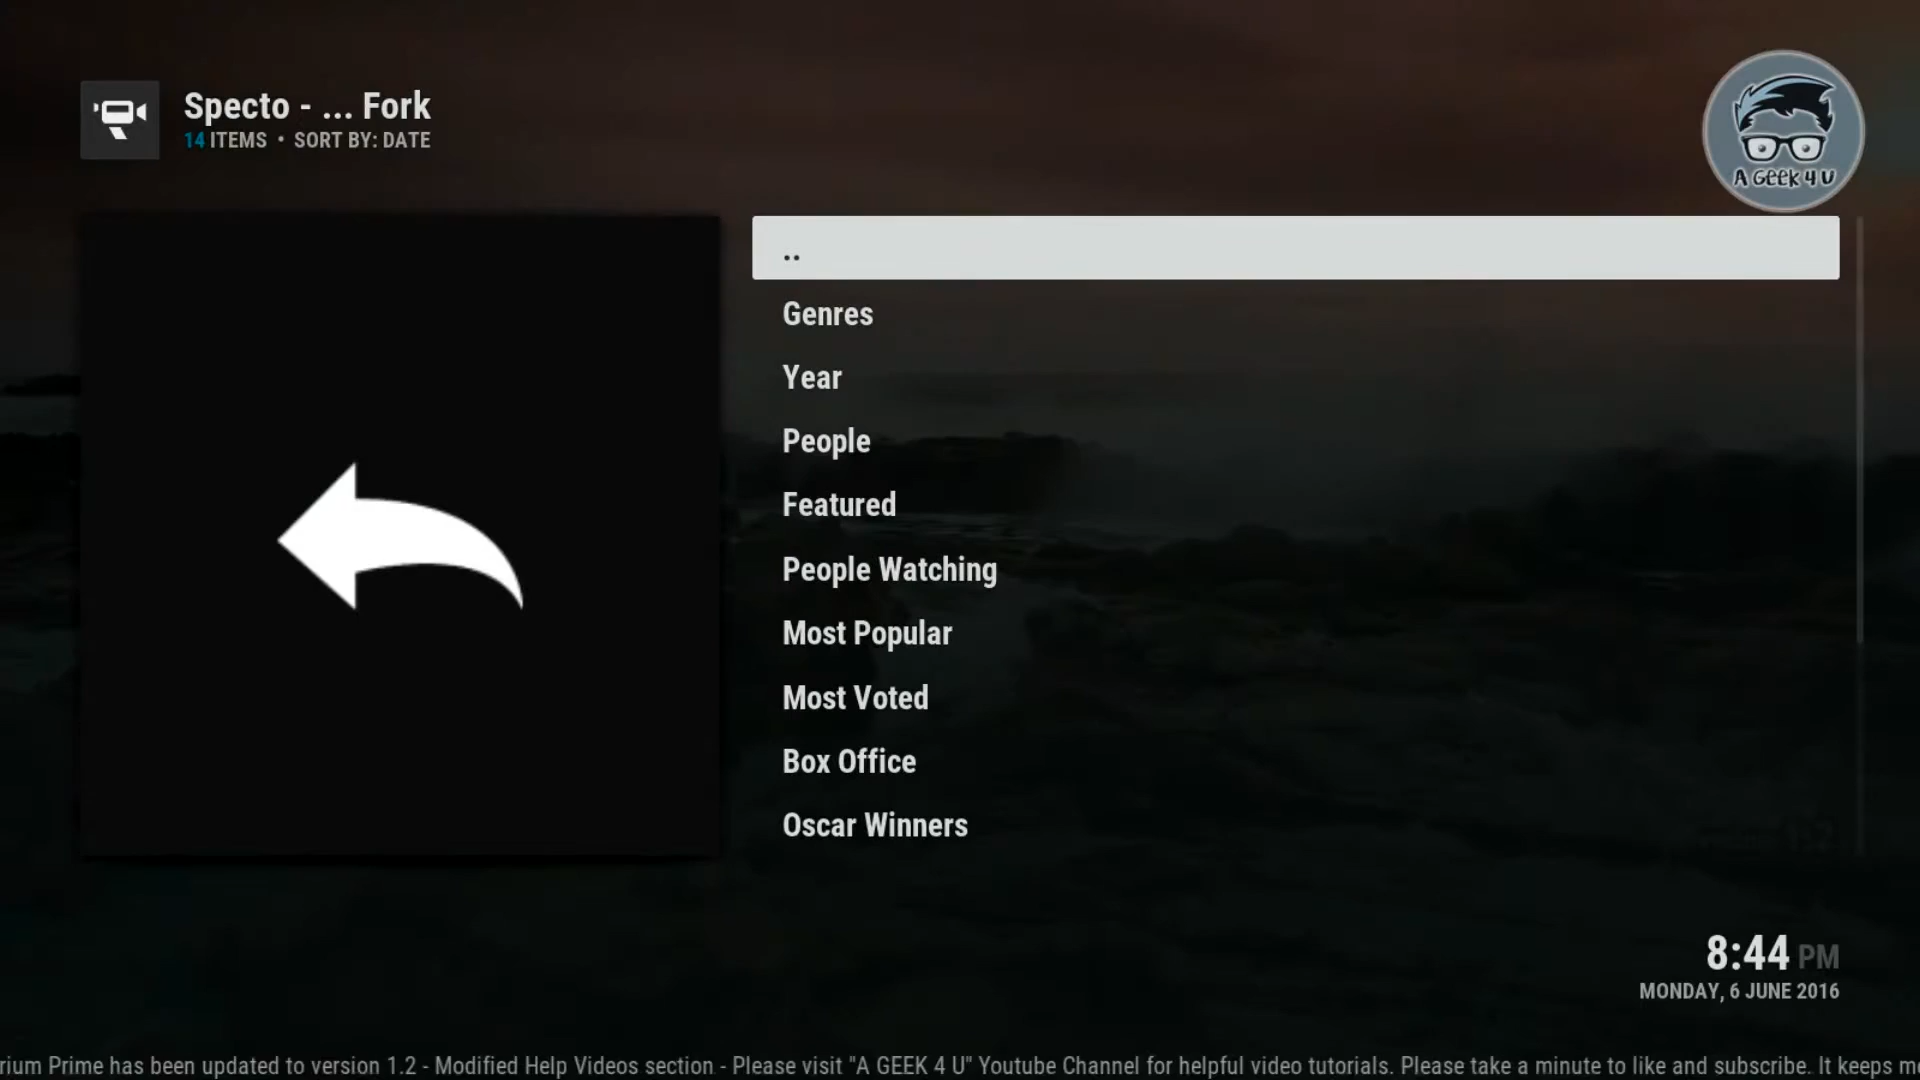 Specto - ... Fork
14 ITEMS • SORT BY: DATE
A GEEK 4 U
..
Genres
Year
People
Featured
People Watching
Most Popular
Most Voted
Box Office
Oscar Winners
8:44 PM
MONDAY, 6 JUNE 2016
Prime has been updated to version 1.2 - Modified Help Videos section - Please visit "A GEEK 4 U" Youtube Channel for helpful video tutorials. Please take a minute to like and subscribe. It keeps